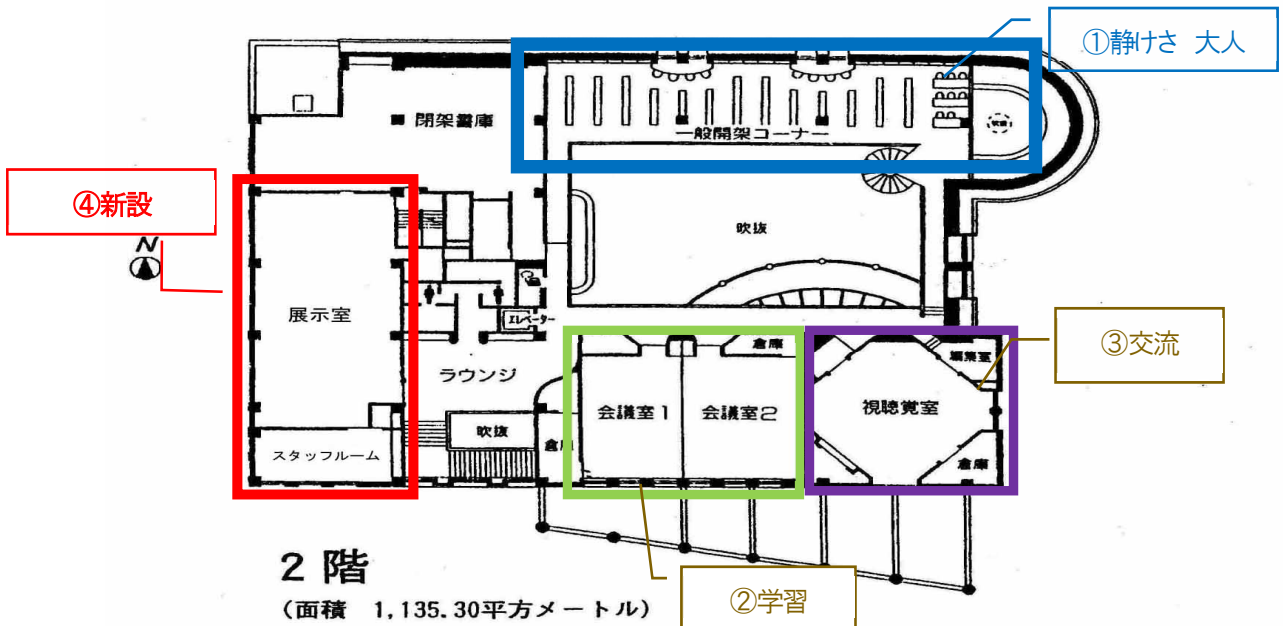 ①静けさ 大人
閉架書庫
一般開架コーナー
吹抜
④新設
N
吹抜
展示室
エレベーター
倉庫
編集室
③交流
ラウンジ
会議室1
会議室2
視聴覚室
吹抜
倉庫
スタッフルーム
倉庫
2階
(面積 1,135.30平方メートル)
②学習